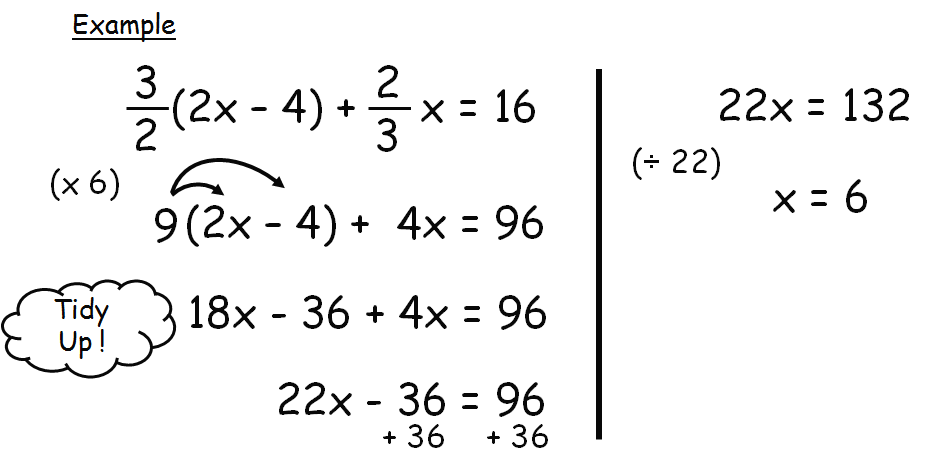 Example
3/2 (2x - 4) + 2/3 x = 16
(x 6)
9(2x - 4) + 4x = 96
Tidy
Up!
18x - 36 + 4x = 96
22x - 36 = 96
+ 36 + 36
22x = 132
(÷ 22)
x = 6